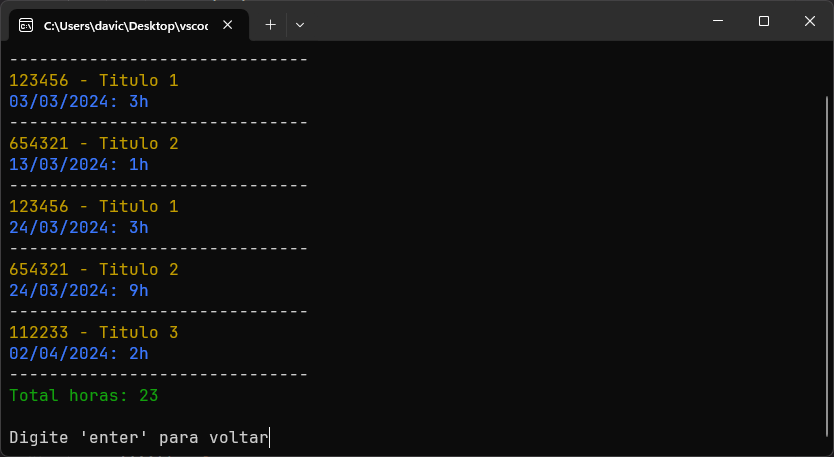 C:\Users\davic\Desktop\vscoc
------------------------------
123456 - Titulo 1
03/03/2024: 3h
------------------------------
654321 - Titulo 2
13/03/2024: 1h
------------------------------
123456 - Titulo 1
24/03/2024: 3h
------------------------------
654321 - Titulo 2
24/03/2024: 9h
------------------------------
112233 - Titulo 3
02/04/2024: 2h
------------------------------
Total horas: 23
Digite 'enter' para voltar